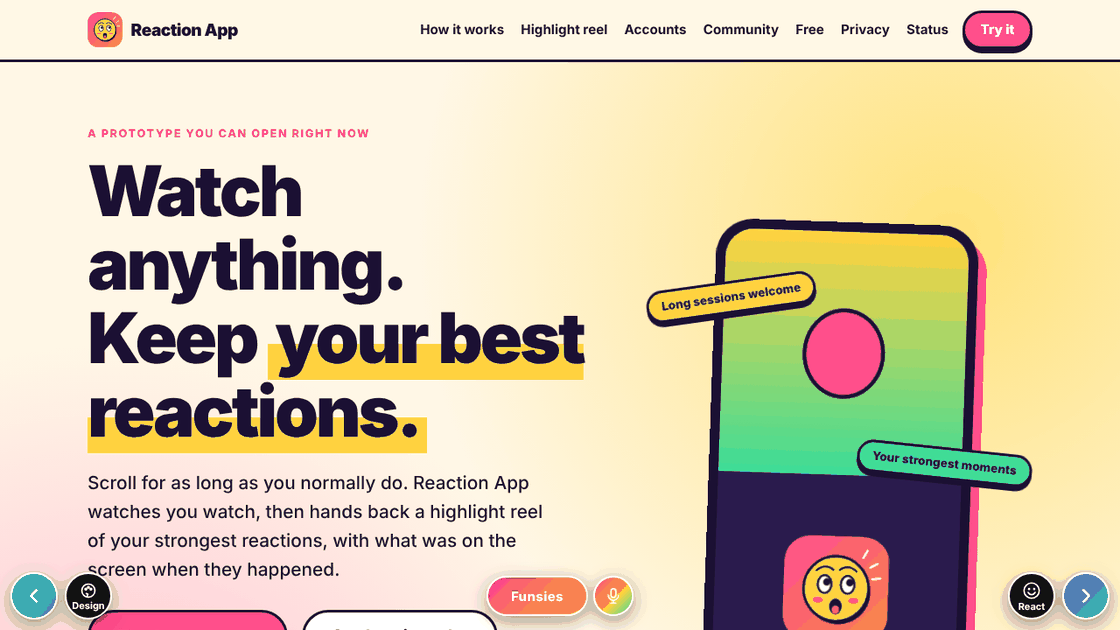 Reaction App
How it works
Highlight reel
Accounts
Community
Free
Privacy
Status
Try it
A PROTOTYPE YOU CAN OPEN RIGHT NOW
Watch
anything.
Keep your best
reactions.
Scroll for as long as you normally do. Reaction App
watches you watch, then hands back a highlight reel
of your strongest reactions, with what was on the
screen when they happened.
Long sessions welcome
Your strongest moments
Design
Funsies
React